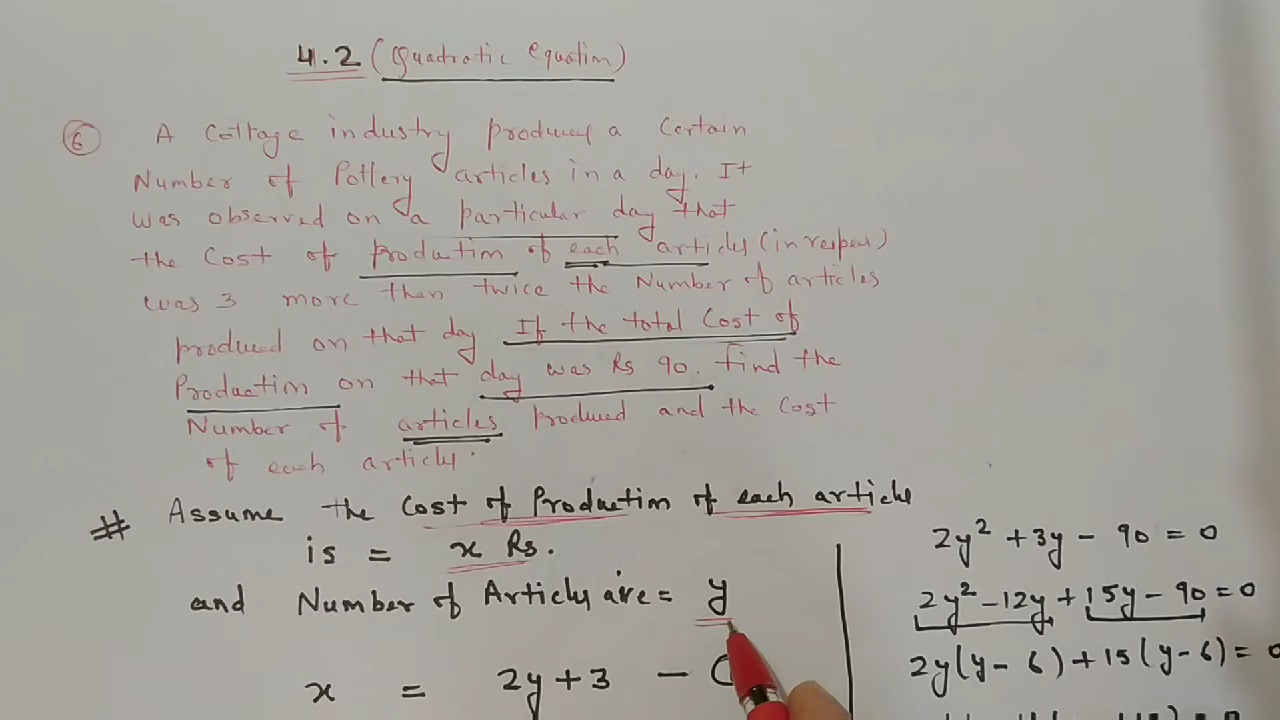 4.2 (Quadratic equation)
6 A Cottage industry produces a Certain
Number of Pottery articles in a day. It
was observed on a particular day that
the Cost of production of each articles (in
was 3 more than twice the Number of articles
produced on that day If the total Cost of
Production on that day was Rs 90. find the
Number of articles produced and the Cost
of each article.
# Assume the Cost of Production of each article
is = x Rs.
and Number of Articles are = y
x = 2y + 3 -
2y² + 3y - 90 = 0
2y² - 12y + 15y - 90 = 0
2y(y - 6) + 15(y - 6) = 0